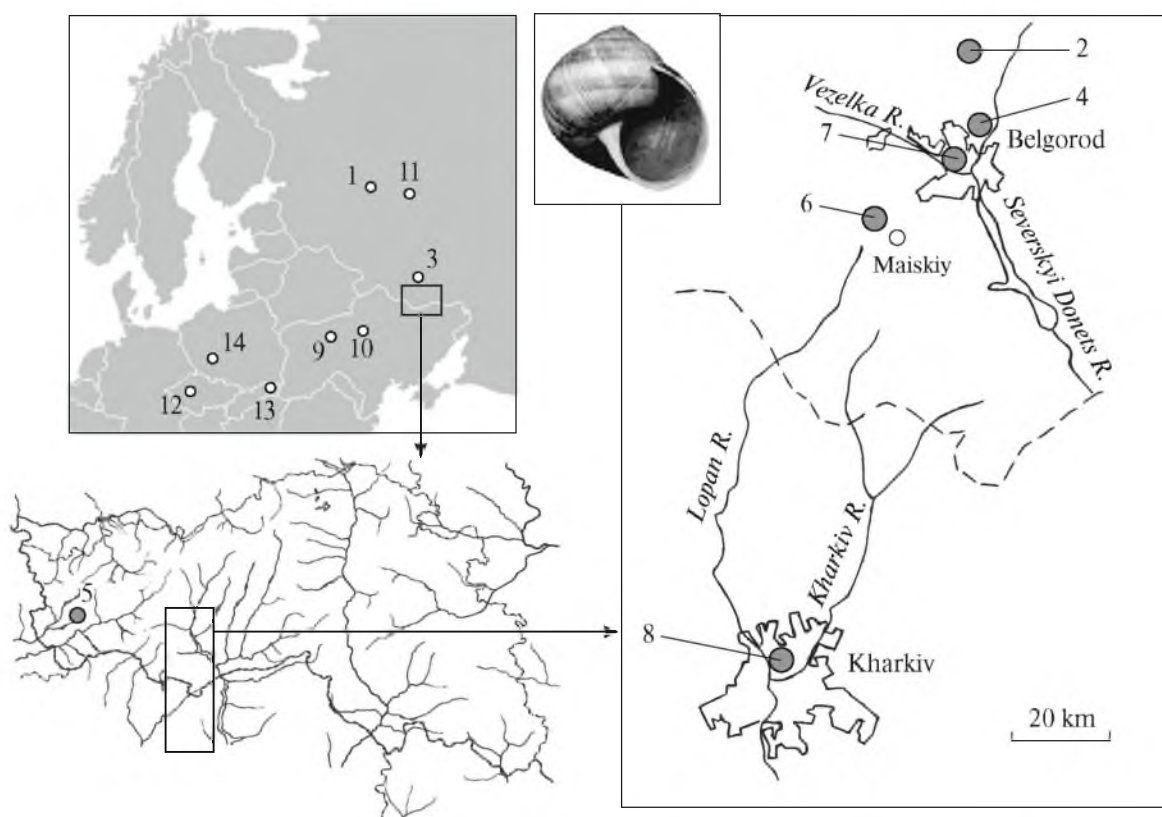 1
11
3
9
10
14
12
13
5
2
4
Vezelka R.
7
Belgorod
6
Maiskiy
Severskyi Donets R.
Lopan R.
Kharkiv R.
8
Kharkiv
20 km